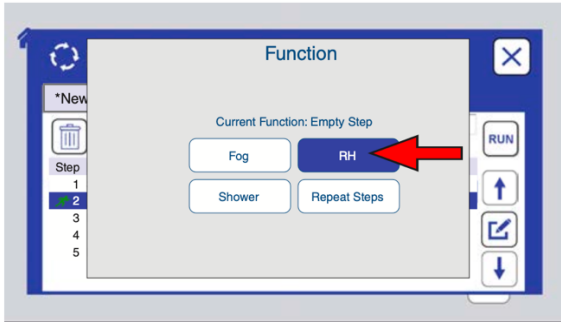 Function
*New
Current Function: Empty Step
RUN
Fog
RH
Step
1
Shower
Repeat Steps
2
3
4
5